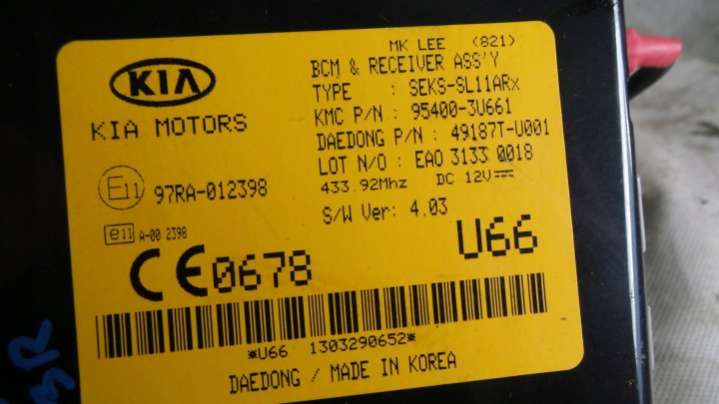 MK LEE (821)
KIA
BCM & RECEIVER ASS'Y
TYPE : SEKS-SL11ARx
KIA MOTORS
KMC P/N : 95400-3U661
DAEDONG P/N : 49187T-U001
LOT N/O : EAO 3133 0018
E11 97RA-012398
433.92Mhz DC 12V
S/W Ver: 4.03
e11 A-00 2398
CE0678
U66
*U66 1303290652*
DAEDONG / MADE IN KOREA